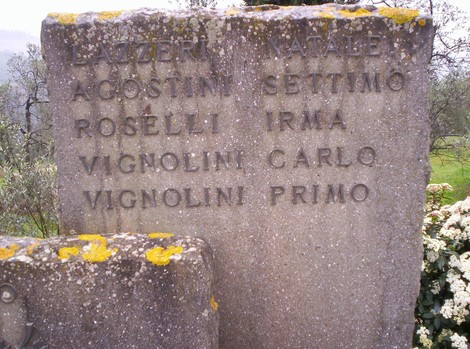 LAZZERI NATALE
AGOSTINI SETTIMO
ROSELLI IRMA
VIGNOLINI CARLO
VIGNOLINI PRIMO